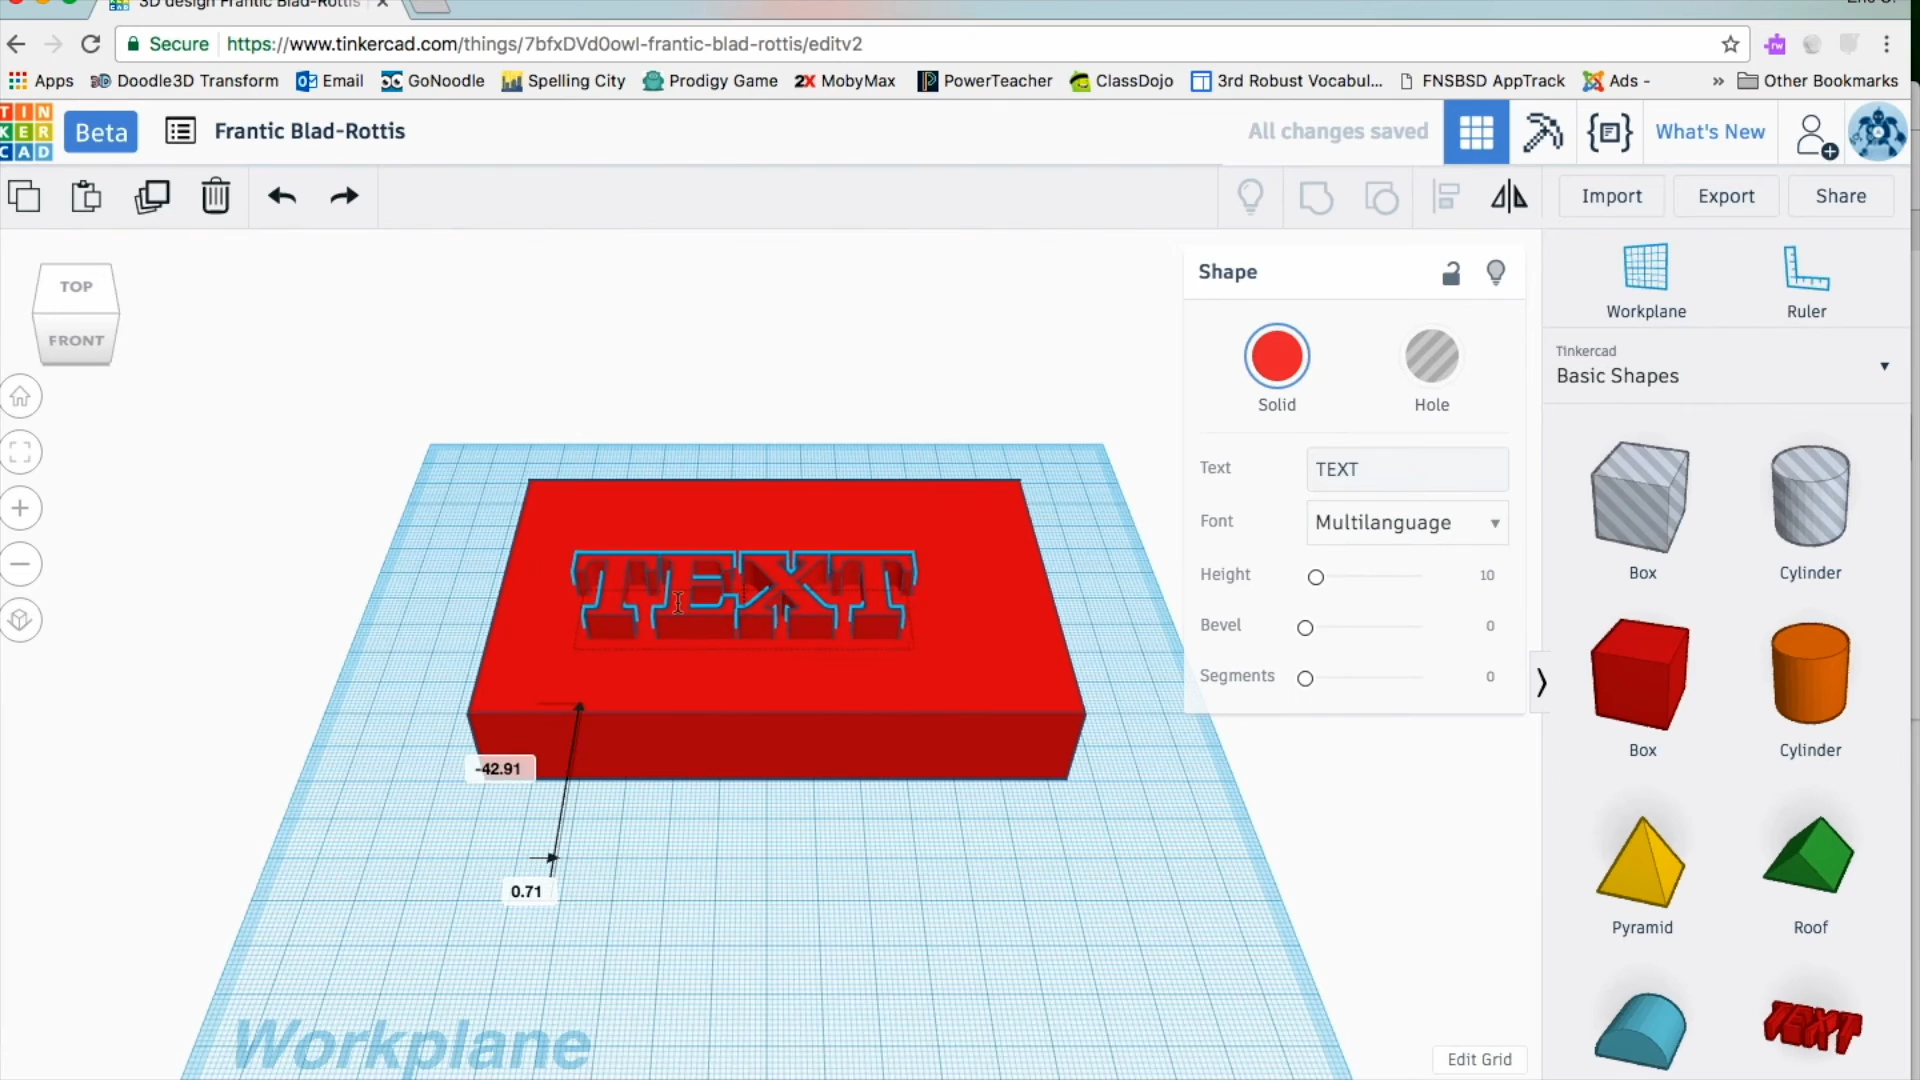 3D design Frantic Blad-Rottis
Secure https://www.tinkercad.com/things/7bfxDVd0owl-frantic-blad-rottis/editv2
Apps Doodle3D Transform Email GoNoodle Spelling City Prodigy Game MobyMax PowerTeacher ClassDojo 3rd Robust Vocabul... FNSBSD AppTrack Ads - » Other Bookmarks
TIN
KER
CAD
Beta Frantic Blad-Rottis All changes saved What's New
Import Export Share
TOP
FRONT
Shape
Solid Hole
Text TEXT
Font Multilanguage
Height 10
Bevel 0
Segments 0
Workplane Ruler
Tinkercad
Basic Shapes
Box Cylinder
Box Cylinder
Pyramid Roof
TEXT
TEXT
-42.91
0.71
Workplane
Edit Grid